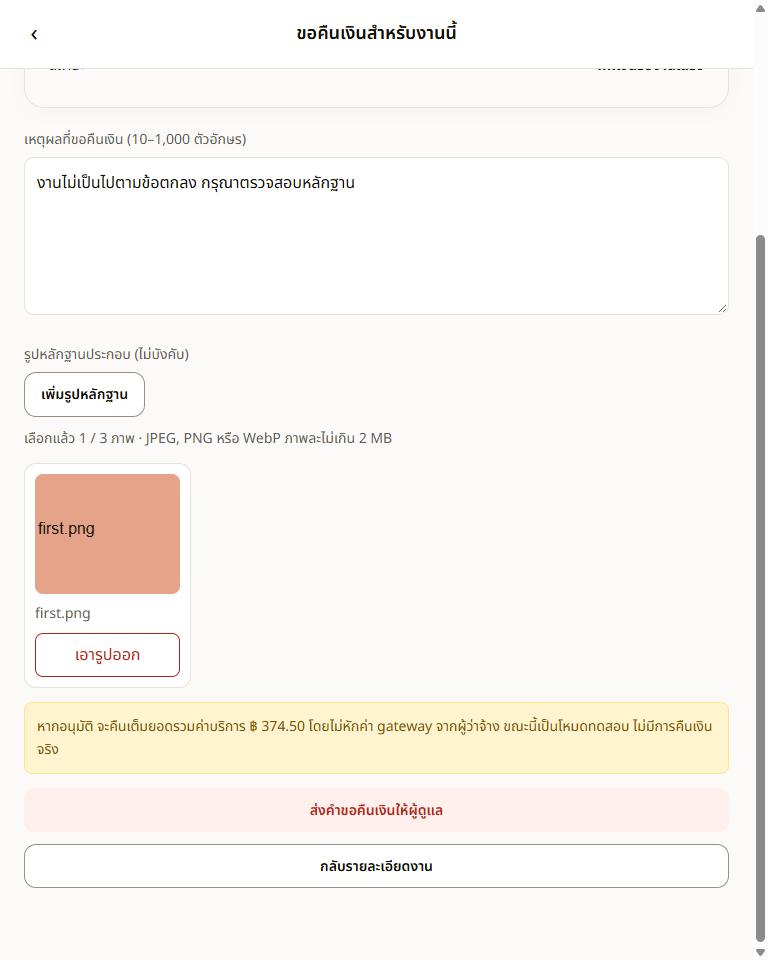 ขอคืนเงินสำหรับงานนี้
เหตุผลที่ขอคืนเงิน (10–1,000 ตัวอักษร)
งานไม่เป็นไปตามข้อตกลง กรุณาตรวจสอบหลักฐาน
รูปหลักฐานประกอบ (ไม่บังคับ)
เพิ่มรูปหลักฐาน
เลือกแล้ว 1 / 3 ภาพ · JPEG, PNG หรือ WebP ภาพละไม่เกิน 2 MB
first.png
first.png
เอารูปออก
หากอนุมัติ จะคืนเต็มยอดรวมค่าบริการ ฿ 374.50 โดยไม่หักค่า gateway จากผู้ว่าจ้าง ขณะนี้เป็นโหมดทดสอบ ไม่มีการคืนเงิน
จริง
ส่งคำขอคืนเงินให้ผู้ดูแล
กลับรายละเอียดงาน